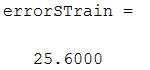 errorSTrain =
25.6000